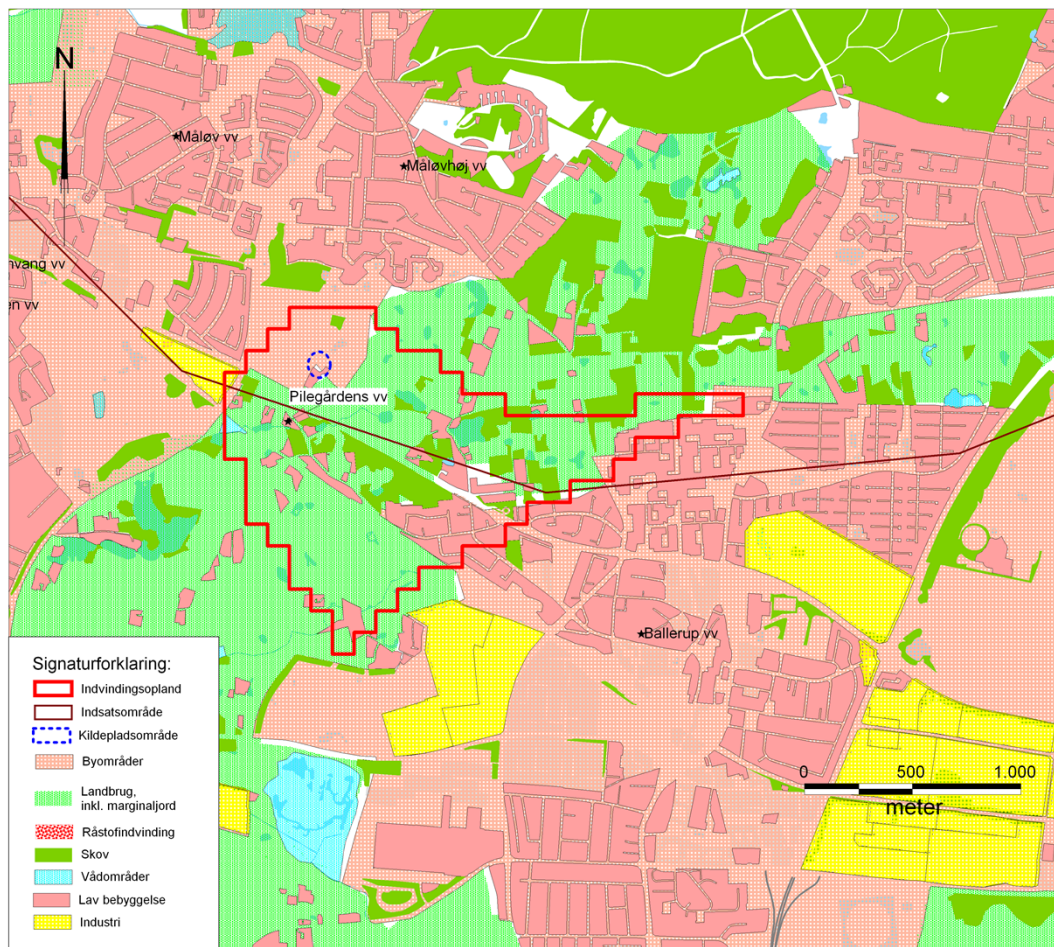 N
Måløv vv
Måløvhøj vv
nvang vv
en vv
Pilegårdens vv
Ballerup vv
Signaturforklaring:
Indvindingsopland
Indsatsområde
Kildepladsområde
Byområder
Landbrug,
inkl. marginaljord
Råstofindvinding
Skov
Vådområder
Lav bebyggelse
Industri
0 500 1.000
meter